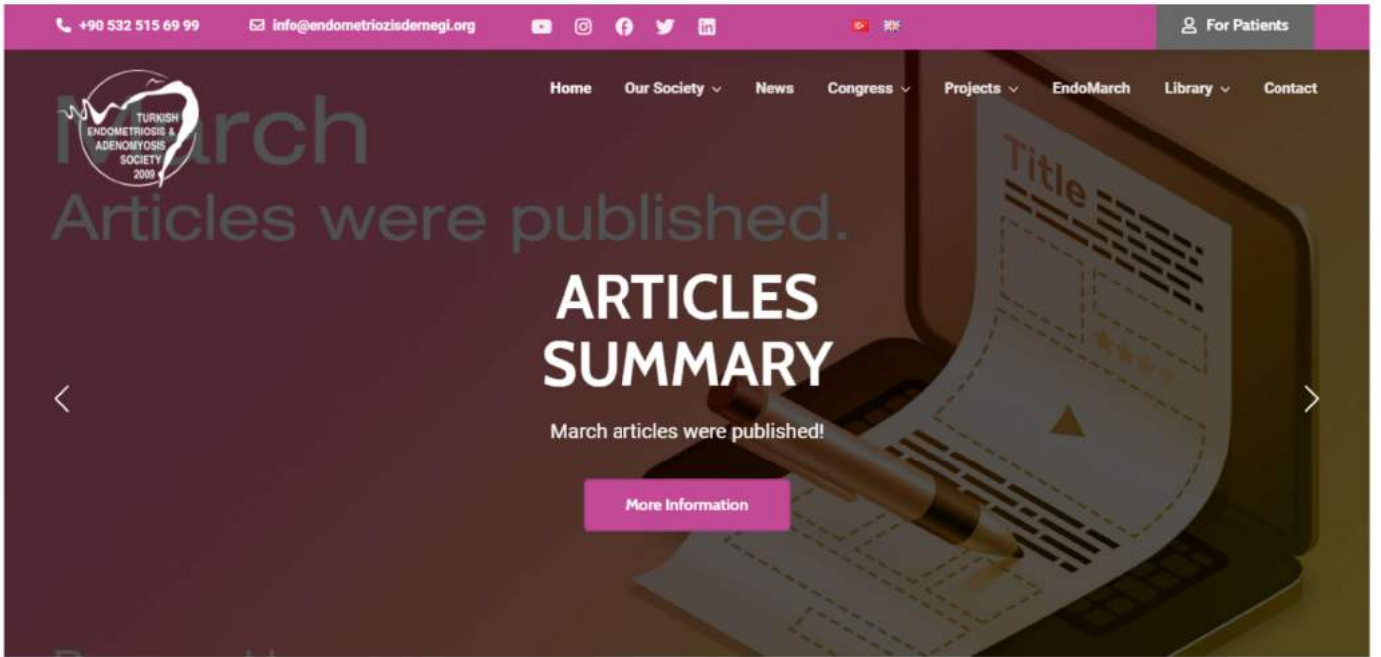 +90 532 515 69 99
info@endometriozisdernegi.org
For Patients
Home Our Society News Congress Projects EndoMarch Library Contact
TURKISH
ENDOMETRIOSIS &
ADENOMYOSIS
SOCIETY
2009
March
Articles were published.
Title
ARTICLES
SUMMARY
March articles were published!
More Information